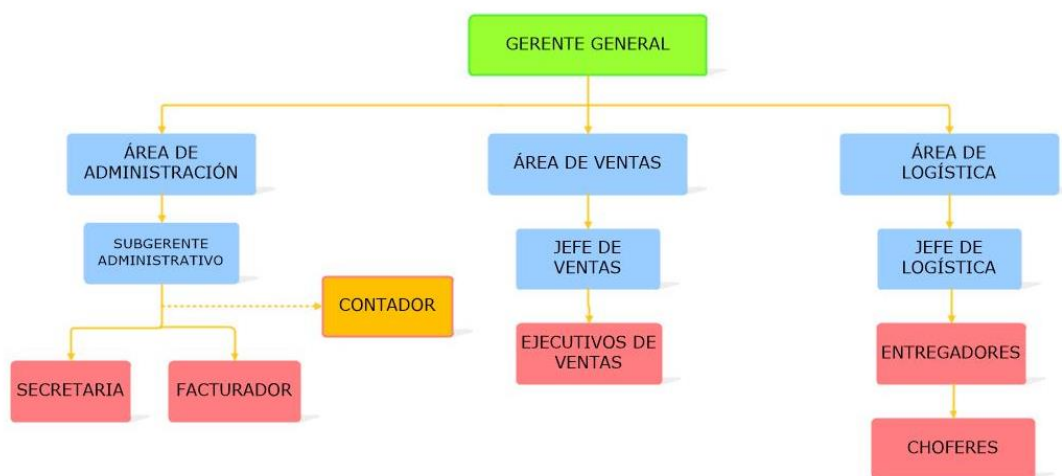 GERENTE GENERAL
ÁREA DE
ADMINISTRACIÓN
ÁREA DE VENTAS
ÁREA DE
LOGÍSTICA
SUBGERENTE
ADMINISTRATIVO
JEFE DE
VENTAS
JEFE DE
LOGÍSTICA
CONTADOR
SECRETARIA
FACTURADOR
EJECUTIVOS DE
VENTAS
ENTREGADORES
CHOFERES